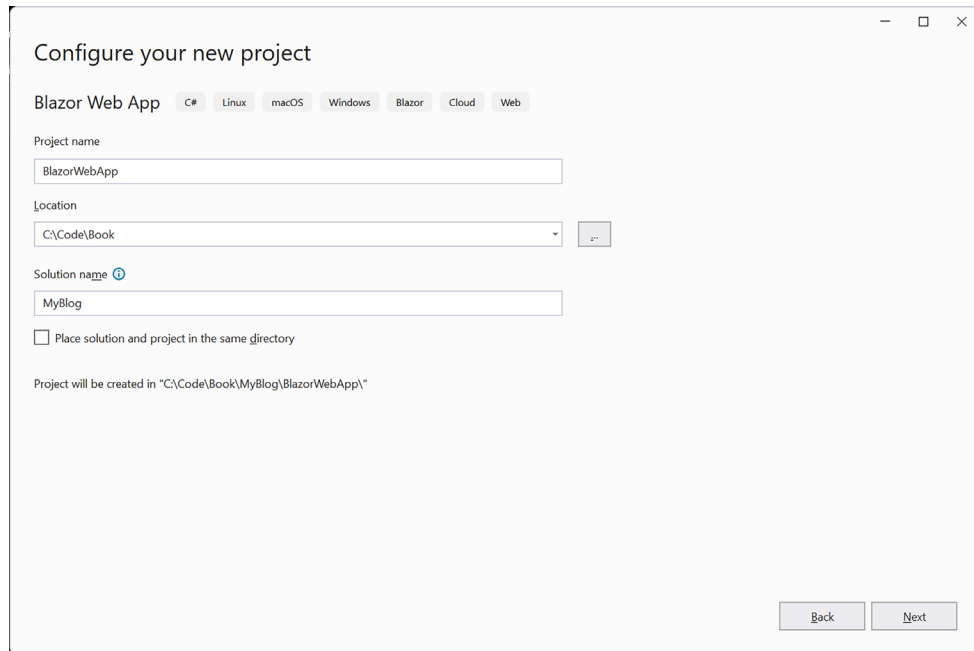 Configure your new project
Blazor Web App C# Linux macOS Windows Blazor Cloud Web
Project name
BlazorWebApp
Location
C:\Code\Book
...
Solution name
MyBlog
Place solution and project in the same directory
Project will be created in "C:\Code\Book\MyBlog\BlazorWebApp\"
Back Next